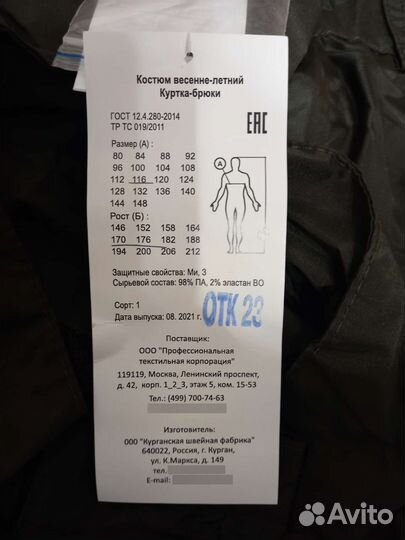 Костюм весенне-летний
Куртка-брюки
ГОСТ 12.4.280-2014
ТР ТС 019/2011
EAC
Размер (А) :
80 84 88 92
96 100 104 108
112 116 120 124
128 132 136 140
144 148
А
Рост (Б) :
146 152 158 164
170 176 182 188
194 200 206 212
Защитные свойства: Ми, З
Сырьевой состав: 98% ПА, 2% эластан ВО
Сорт: 1
Дата выпуска: 08. 2021 г.
ОТК 23
Поставщик:
ООО "Профессиональная
текстильная корпорация"
119119, Москва, Ленинский проспект,
д. 42, корп. 1_2_3, этаж 5, ком. 15-53
Тел.: (499) 700-74-63
Изготовитель:
ООО "Курганская швейная фабрика"
640022, Россия, г. Курган,
ул. К.Маркса, д. 149
тел.
E-mail:
Avito